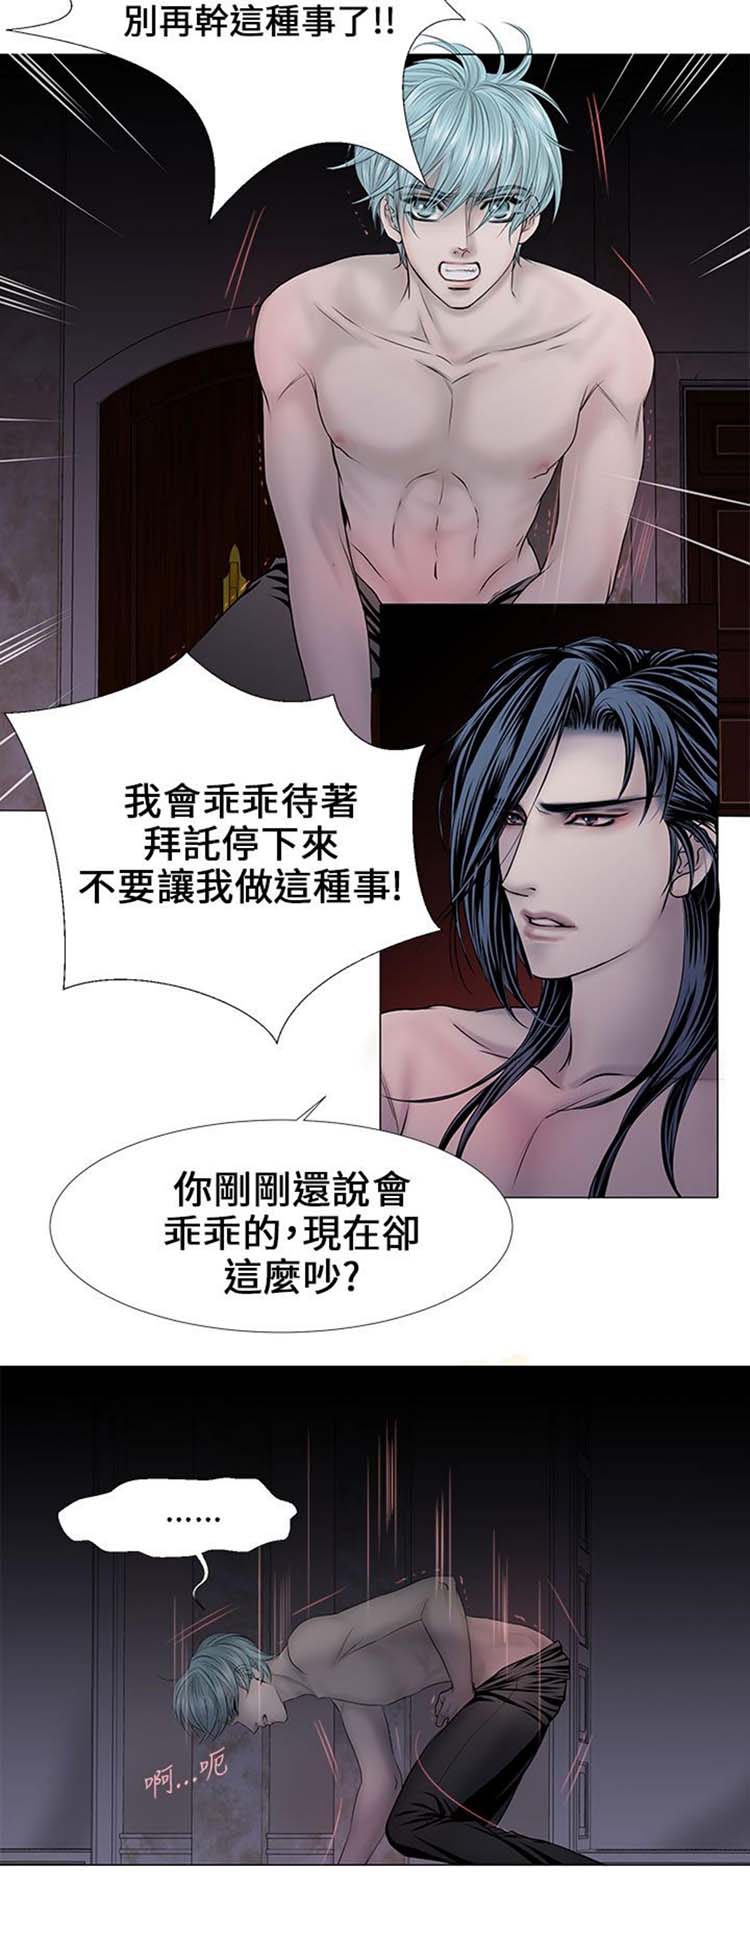 別再幹這種事了!!
我會乖乖待著
拜託停下來
不要讓我做這種事!
你剛剛還說會
乖乖的,現在卻
這麼吵?
……
啊…呃